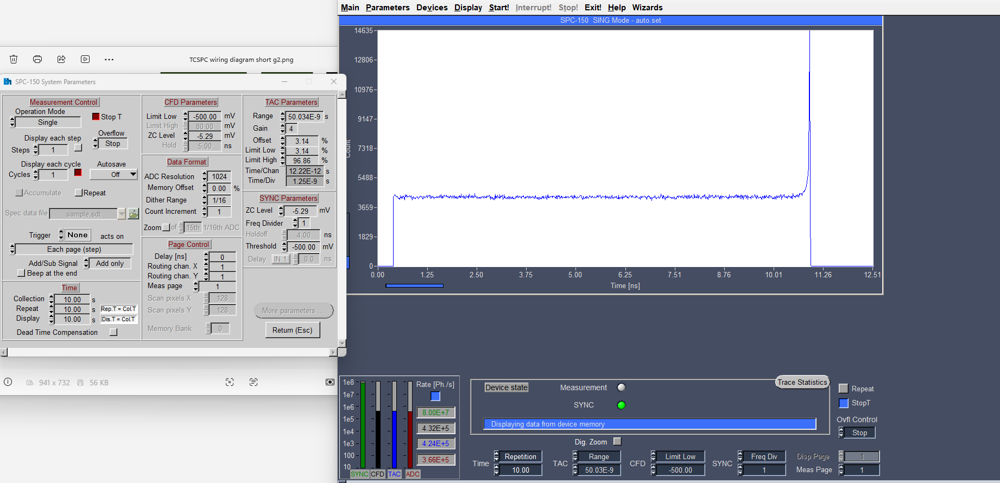 Main Parameters Devices Display Start! Interrupt! Stop! Exit! Help Wizards
SPC-150 SING Mode - auto.set
TCSPC wiring diagram short g2.png
SPC-150 System Parameters
Measurement Control
Operation Mode
Single
Stop T
Display each step
Steps 1
Overflow
Stop
Display each cycle
Cycles 1
Autosave
Off
Accumulate Repeat
Spec data file sample.sdt
Trigger None acts on
Each page (step)
Add/Sub Signal Add only
Beep at the end
Time
Collection 10.00 s
Repeat 10.00 s Rep.T = Col.T
Display 10.00 s Dis.T = Col.T
Dead Time Compensation
CFD Parameters
Limit Low -500.00 mV
Limit High 80.00 mV
ZC Level -5.29 mV
Hold 5.00 ns
Data Format
ADC Resolution 1024
Memory Offset 0.00 %
Dither Range 1/16
Count Increment 1
Zoom of 15th 1/16th ADC
Page Control
Delay [ns] 0
Routing chan. X 1
Routing chan. Y 1
Meas page 1
Scan pixels X 128
Scan pixels Y 128
Memory Bank 0
TAC Parameters
Range 50.034E-9 s
Gain 4
Offset 3.14 %
Limit Low 3.14 %
Limit High 96.86 %
Time/Chan 12.22E-12 s
Time/Div 1.25E-9 s
SYNC Parameters
ZC Level -5.29 mV
Freq Divider 1
Holdoff 4.00 ns
Threshold -500.00 mV
Delay IN 1 0.0 ns
More parameters ...
Return (Esc)
941 x 732 56 KB
14635
12806
10976
9147
7318
5488
3659
1829
0
Count
0.00 1.25 2.50 3.75 5.00 6.25 7.51 8.76 10.01 11.26 12.51
Time [ns]
1e8
1e7
1e6
1e5
1e4
1e3
100
10
SYNC CFD TAC ADC
Rate [Ph./s]
8.00E+7
4.32E+5
4.24E+5
3.66E+5
Device state
Measurement
SYNC
Trace Statistics
Displaying data from device memory
Repeat
StopT
Ovfl Control
Stop
Dig. Zoom
Time Repetition 10.00
TAC Range 50.03E-9
CFD Limit Low -500.00
SYNC Freq Div 1
Disp Page 1
Meas Page 1